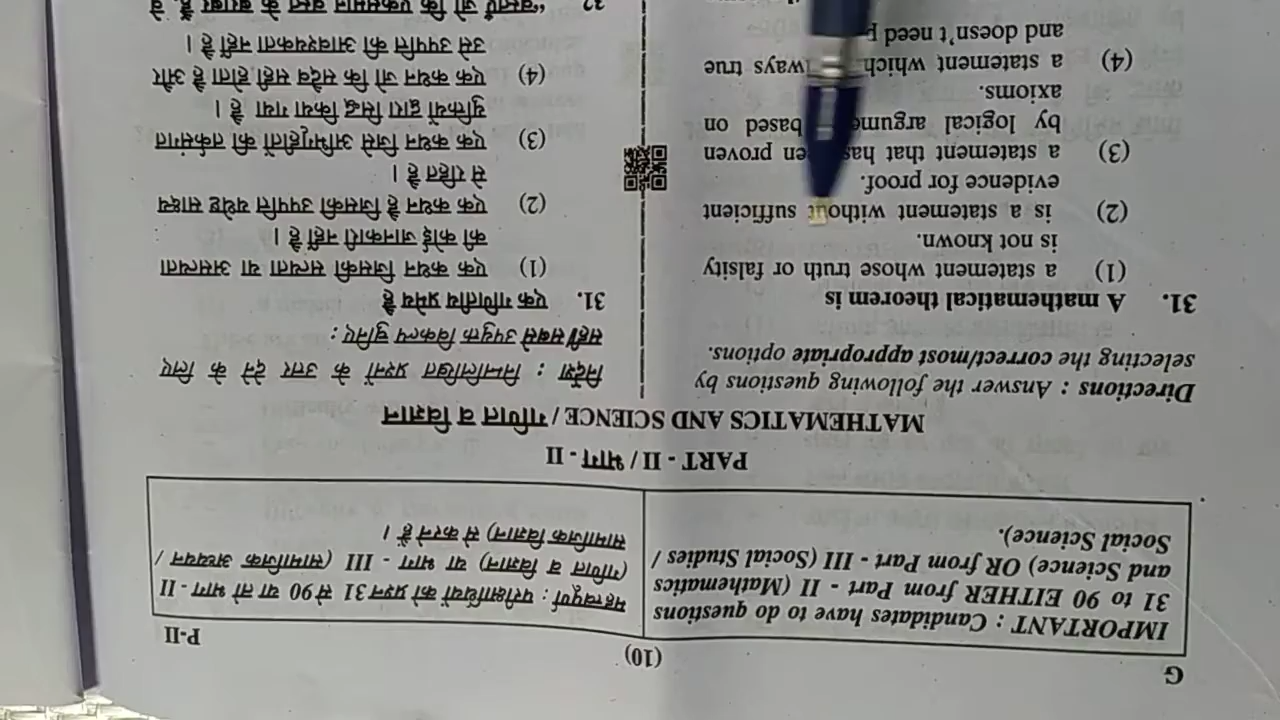 G
(10)
P-II
IMPORTANT : Candidates have to do questions
31 to 90 EITHER from Part - II (Mathematics
and Science) OR from Part - III (Social Studies /
Social Science).
महत्त्वपूर्ण : परीक्षार्थियों को प्रश्न 31 से 90 या तो भाग - II
(गणित व विज्ञान) या भाग - III (सामाजिक अध्ययन /
सामाजिक विज्ञान) से करने हैं ।
PART - II / भाग - II
MATHEMATICS AND SCIENCE / गणित व विज्ञान
Directions : Answer the following questions by
selecting the correct/most appropriate options.
31. A mathematical theorem is
(1) a statement whose truth or falsity
is not known.
(2) is a statement without sufficient
evidence for proof.
(3) a statement that has proven
by logical based on
axioms.
(4) a statement which true
and doesn't need
निर्देश : निम्नलिखित प्रश्नों के उत्तर देने के लिए
सही/सबसे उपयुक्त विकल्प चुनिए :
31. एक गणितीय प्रमेय है
(1) एक कथन जिसकी सत्यता या असत्यता
की कोई जानकारी नहीं है ।
(2) एक कथन है जिसकी उपपत्ति यथेष्ट साक्ष्य
से रहित है ।
(3) एक कथन जिसे अभिगृहीतों की तर्कसंगत
युक्तियों द्वारा सिद्ध किया गया है ।
(4) एक कथन जो कि सदैव सही होता है और
उसे उपपत्ति की आवश्यकता नहीं है ।
32. "वस्तुएँ जो कि एकसमान वस्तु के बराबर हैं, वे